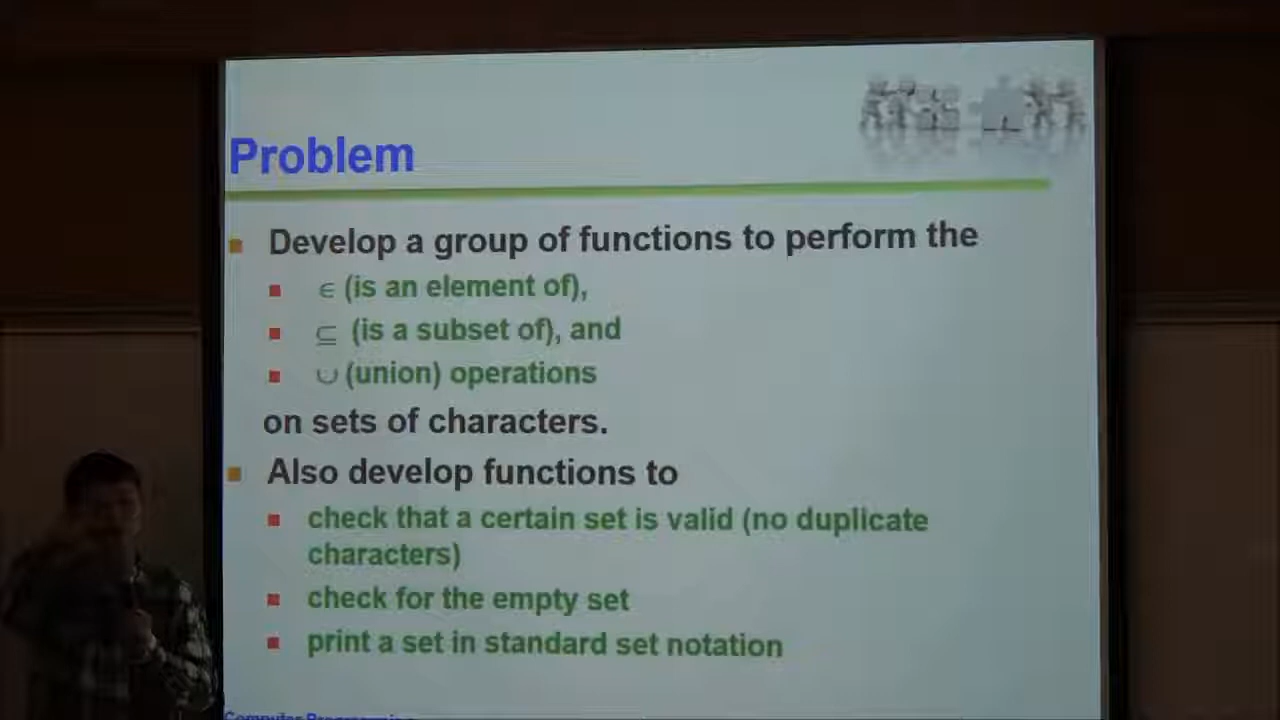 Problem
Develop a group of functions to perform the
∈ (is an element of),
⊆ (is a subset of), and
∪ (union) operations
on sets of characters.
Also develop functions to
check that a certain set is valid (no duplicate
characters)
check for the empty set
print a set in standard set notation
Computer Programming